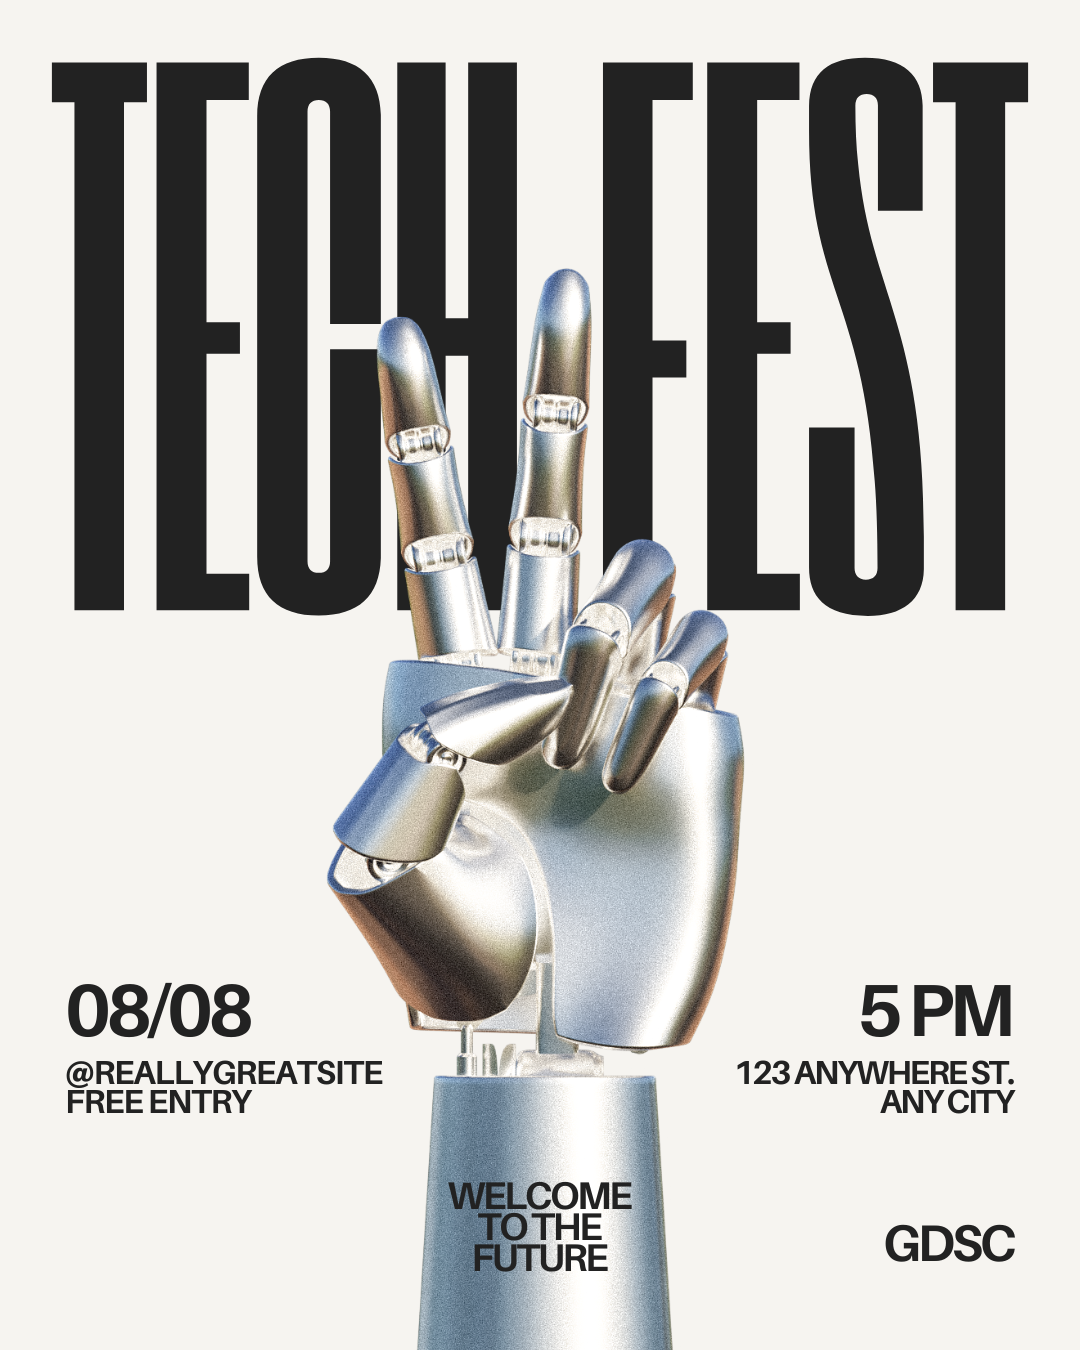 TECH FEST
08/08
@REALLYGREATSITE
FREE ENTRY
5 PM
123 ANYWHERE ST.
ANY CITY
WELCOME
TO THE
FUTURE
GDSC